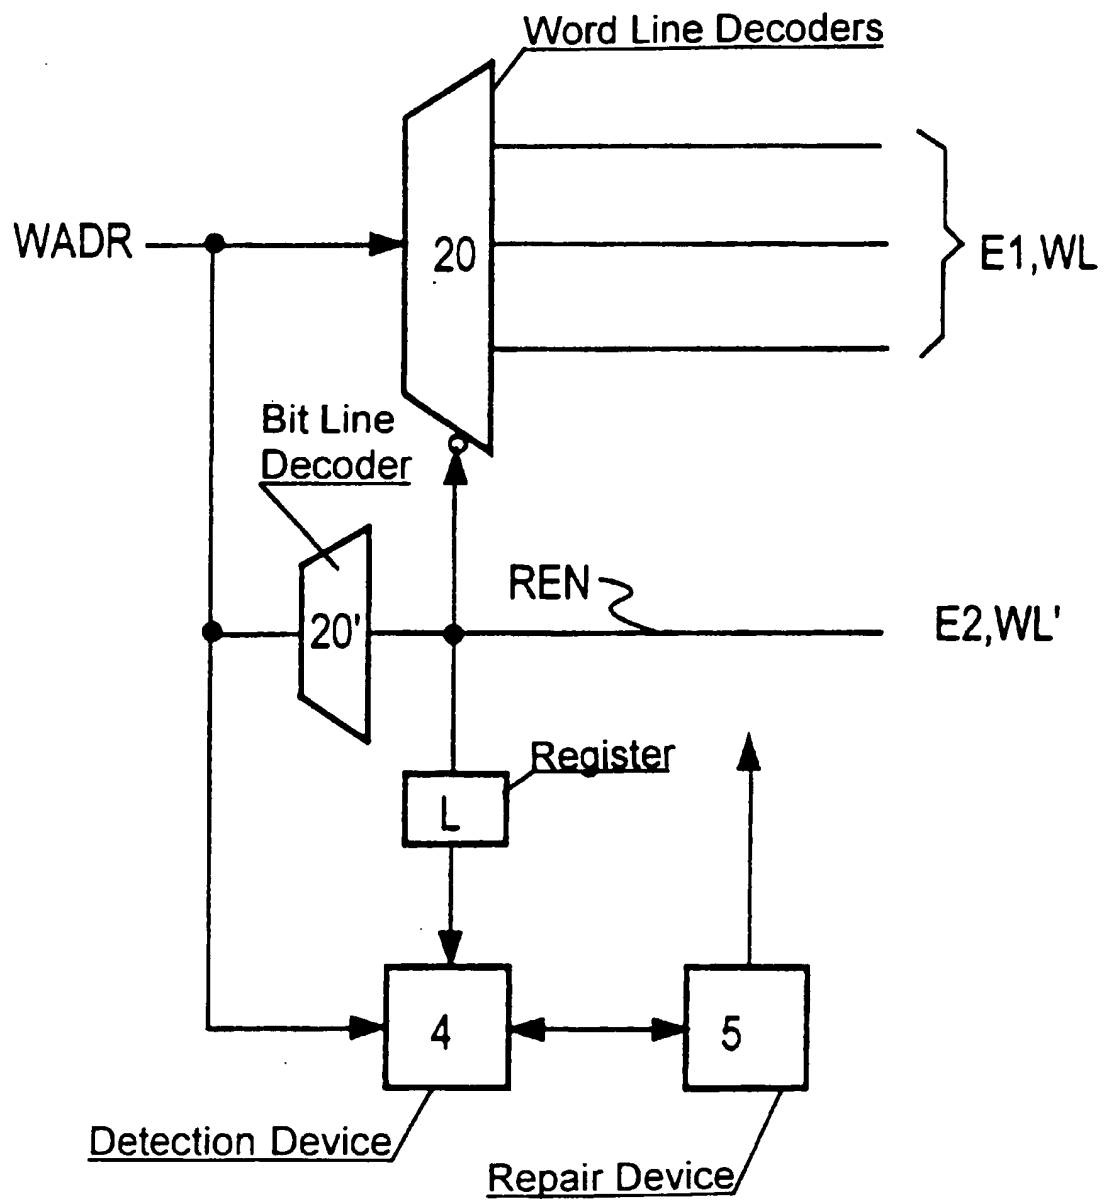 Word Line Decoders
WADR
20
E1,WL
Bit Line
Decoder
REN
20'
E2,WL'
Register
L
4
5
Detection Device
Repair Device